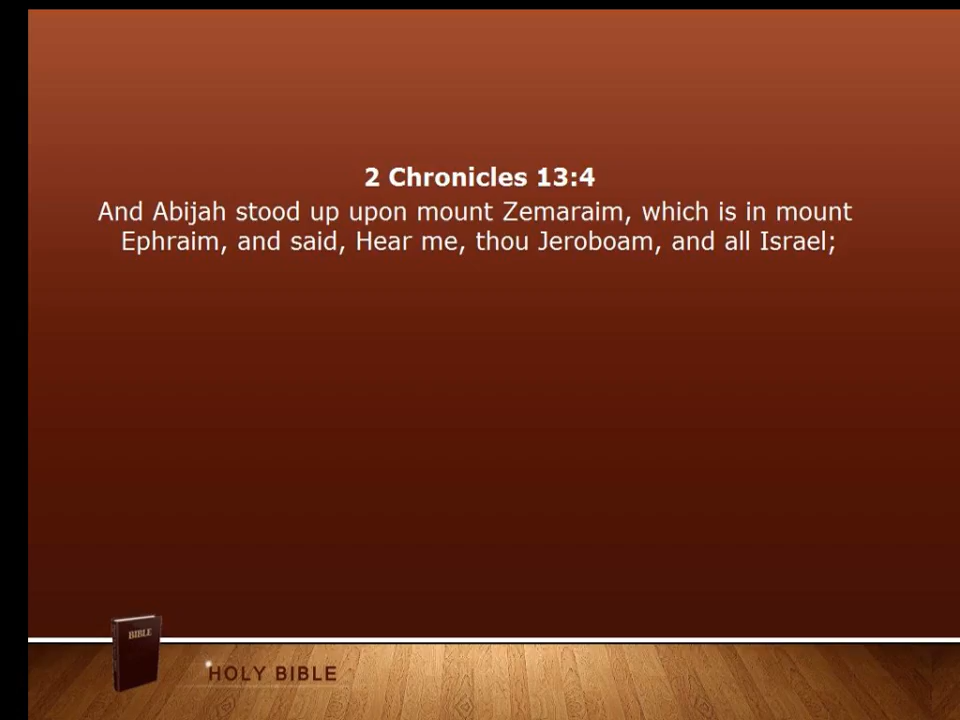 2 Chronicles 13:4
And Abijah stood up upon mount Zemaraim, which is in mount
Ephraim, and said, Hear me, thou Jeroboam, and all Israel;
BIBLE
HOLY BIBLE